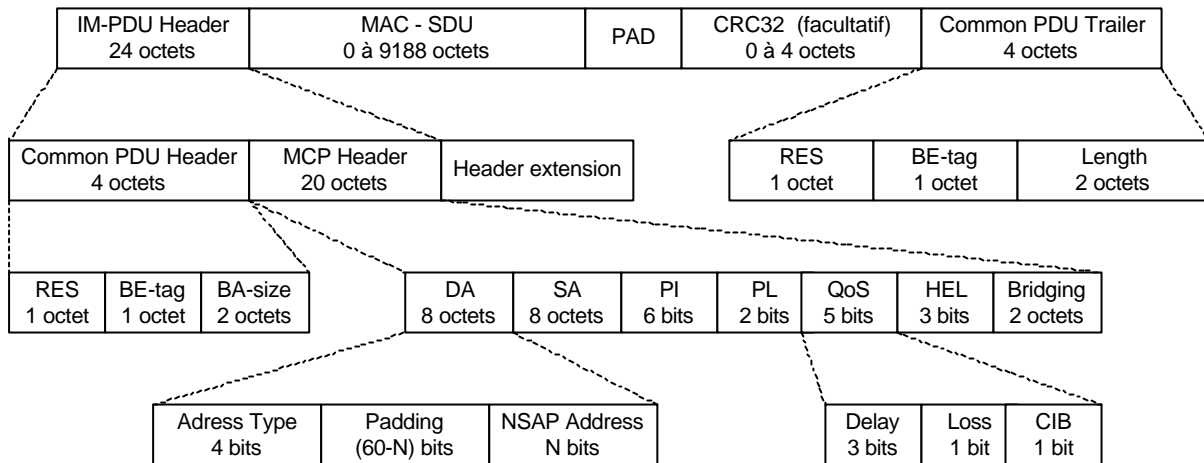 IM-PDU Header
24 octets
MAC - SDU
0 à 9188 octets
PAD
CRC32 (facultatif)
0 à 4 octets
Common PDU Trailer
4 octets
Common PDU Header
4 octets
MCP Header
20 octets
Header extension
RES
1 octet
BE-tag
1 octet
Length
2 octets
RES
1 octet
BE-tag
1 octet
BA-size
2 octets
DA
8 octets
SA
8 octets
PI
6 bits
PL
2 bits
QoS
5 bits
HEL
3 bits
Bridging
2 octets
Adress Type
4 bits
Padding
(60-N) bits
NSAP Address
N bits
Delay
3 bits
Loss
1 bit
CIB
1 bit